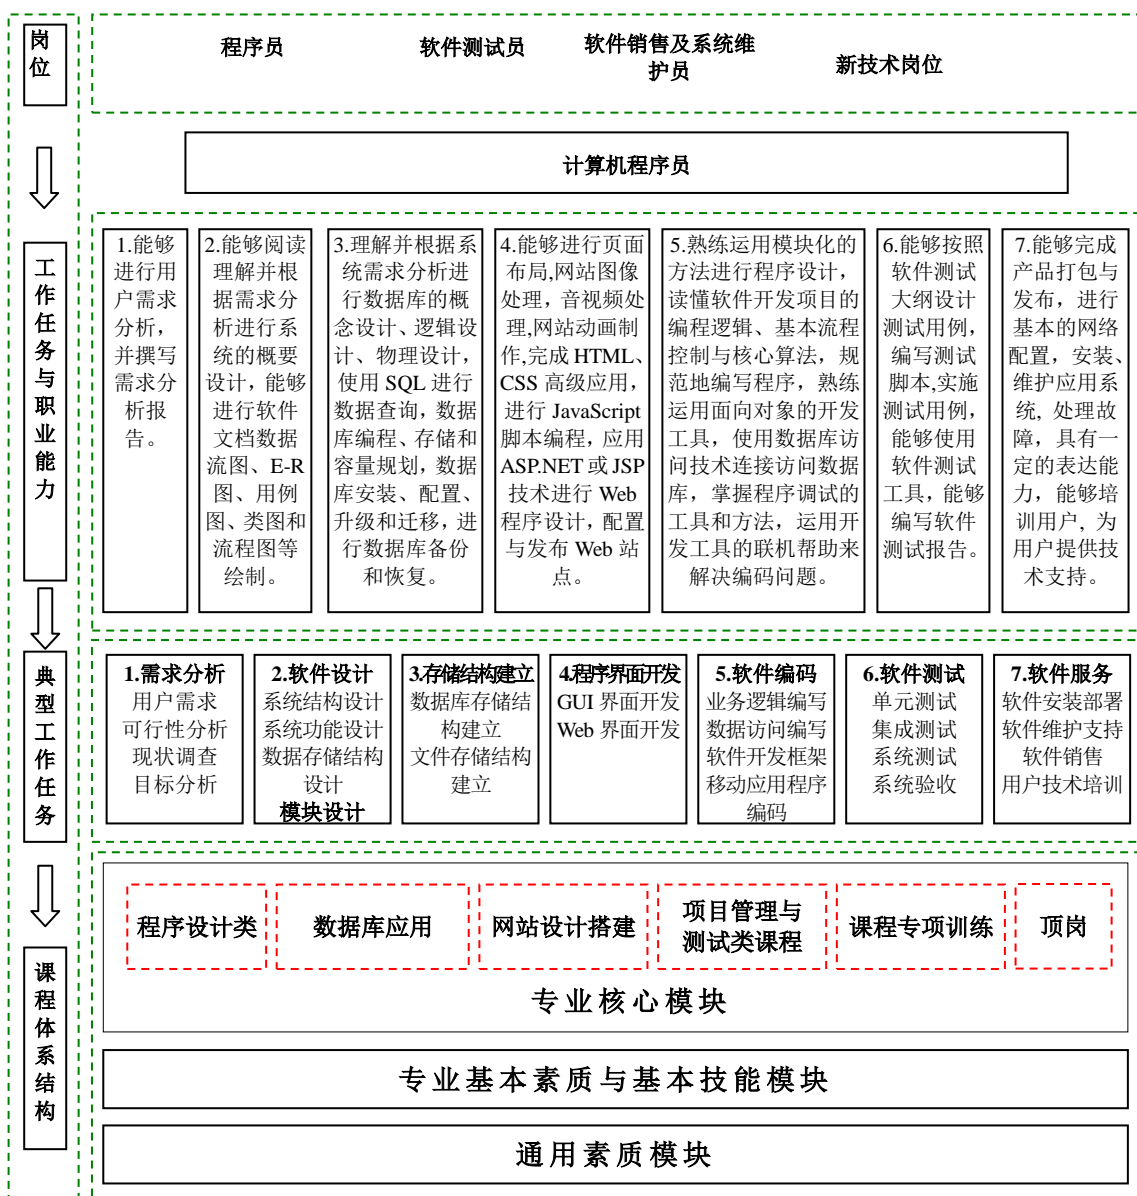 岗
位
程序员
软件测试员
软件销售及系统维
护员
新技术岗位
计算机程序员
工
作
任
务
与
职
业
能
力
1.能够
进行用
户需求
分析，
并撰写
需求分
析报
告。
2.能够阅读
理解并根
据需求分
析进行系
统的概要
设计，能够
进行软件
文档数据
流图、E-R
图、用例
图、类图和
流程图等
绘制。
3.理解并根据系
统需求分析进
行数据库的概
念设计、逻辑设
计、物理设计，
使用 SQL 进行
数据查询，数据
库编程、存储和
容量规划，数据
库安装、配置、
升级和迁移，进
行数据库备份
和恢复。
4.能够进行页面
布局,网站图像
处理，音视频处
理,网站动画制
作,完成 HTML、
CSS 高级应用，
进行 JavaScript
脚本编程，应用
ASP.NET 或 JSP
技术进行 Web
程序设计，配置
与发布 Web 站
点。
5.熟练运用模块化的
方法进行程序设计，
读懂软件开发项目的
编程逻辑、基本流程
控制与核心算法，规
范地编写程序，熟练
运用面向对象的开发
工具，使用数据库访
问技术连接访问数据
库，掌握程序调试的
工具和方法，运用开
发工具的联机帮助来
解决编码问题。
6.能够按照
软件测试
大纲设计
测试用例，
编写测试
脚本,实施
测试用例，
能够使用
软件测试
工具，能够
编写软件
测试报告。
7.能够完成
产品打包与
发布，进行
基本的网络
配置，安装、
维护应用系
统, 处理故
障，具有一
定的表达能
力，能够培
训用户, 为
用户提供技
术支持。
典
型
工
作
任
务
1.需求分析
用户需求
可行性分析
现状调查
目标分析
2.软件设计
系统结构设计
系统功能设计
数据存储结构
设计
模块设计
3.存储结构建立
数据库存储结
构建立
文件存储结构
建立
4.程序界面开发
GUI 界面开发
Web 界面开发
5.软件编码
业务逻辑编写
数据访问编写
软件开发框架
移动应用程序
编码
6.软件测试
单元测试
集成测试
系统测试
系统验收
7.软件服务
软件安装部署
软件维护支持
软件销售
用户技术培训
课
程
体
系
结
构
程序设计类
数据库应用
网站设计搭建
项目管理与
测试类课程
课程专项训练
顶岗
专业核心模块
专业基本素质与基本技能模块
通用素质模块